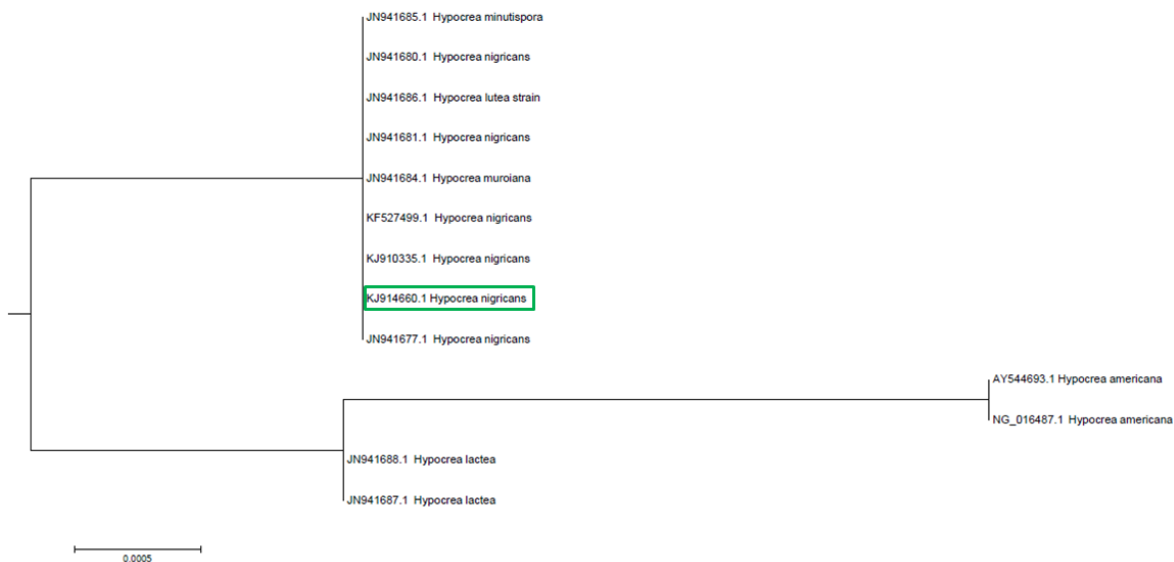 JN941685.1 Hypocrea minutispora
JN941680.1 Hypocrea nigricans
JN941686.1 Hypocrea lutea strain
JN941681.1 Hypocrea nigricans
JN941684.1 Hypocrea muroiana
KF527499.1 Hypocrea nigricans
KJ910335.1 Hypocrea nigricans
KJ914660.1 Hypocrea nigricans
JN941677.1 Hypocrea nigricans
AY544693.1 Hypocrea americana
NG_016487.1 Hypocrea americana
JN941688.1 Hypocrea lactea
JN941687.1 Hypocrea lactea
0.0005